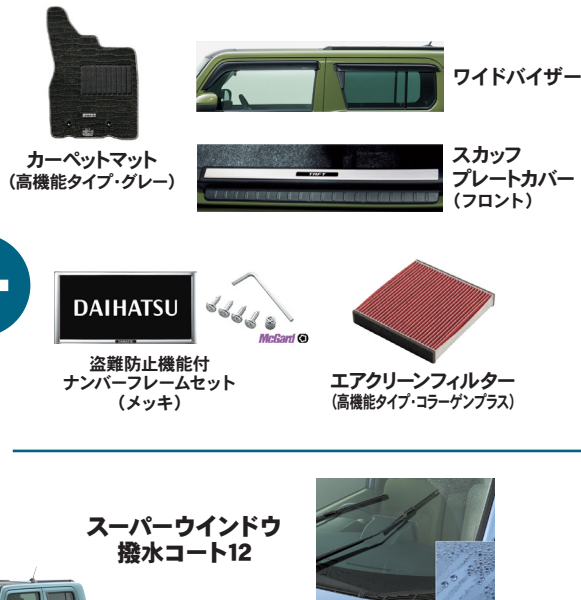 ワイドバイザー
カーペットマット
(高機能タイプ・グレー)
TAFT
スカッフ
プレートカバー
(フロント)
DAIHATSU
McGard
盗難防止機能付
ナンバーフレームセット
(メッキ)
エアクリーンフィルター
(高機能タイプ・コラーゲンプラス)
スーパーウインドウ
撥水コート12